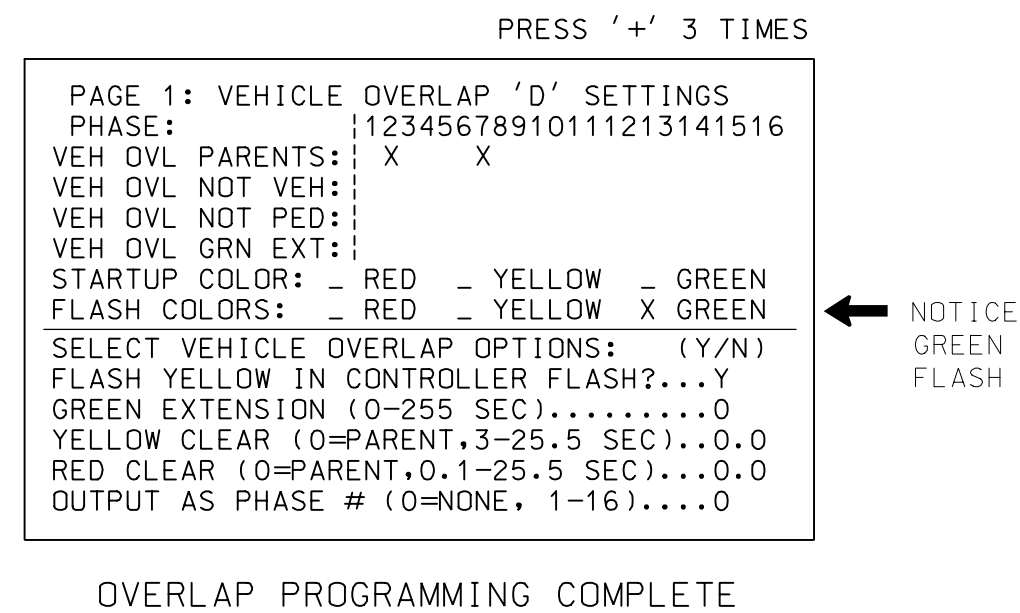 PRESS '+' 3 TIMES
PAGE 1: VEHICLE OVERLAP 'D' SETTINGS
PHASE: ¦12345678910111213141516
VEH OVL PARENTS:¦ X X
VEH OVL NOT VEH:¦
VEH OVL NOT PED:¦
VEH OVL GRN EXT:¦
STARTUP COLOR: _ RED _ YELLOW _ GREEN
FLASH COLORS: _ RED _ YELLOW X GREEN
NOTICE
GREEN
FLASH
SELECT VEHICLE OVERLAP OPTIONS: (Y/N)
FLASH YELLOW IN CONTROLLER FLASH?...Y
GREEN EXTENSION (0-255 SEC).........0
YELLOW CLEAR (0=PARENT,3-25.5 SEC)..0.0
RED CLEAR (0=PARENT,0.1-25.5 SEC)...0.0
OUTPUT AS PHASE # (0=NONE, 1-16)....0
OVERLAP PROGRAMMING COMPLETE